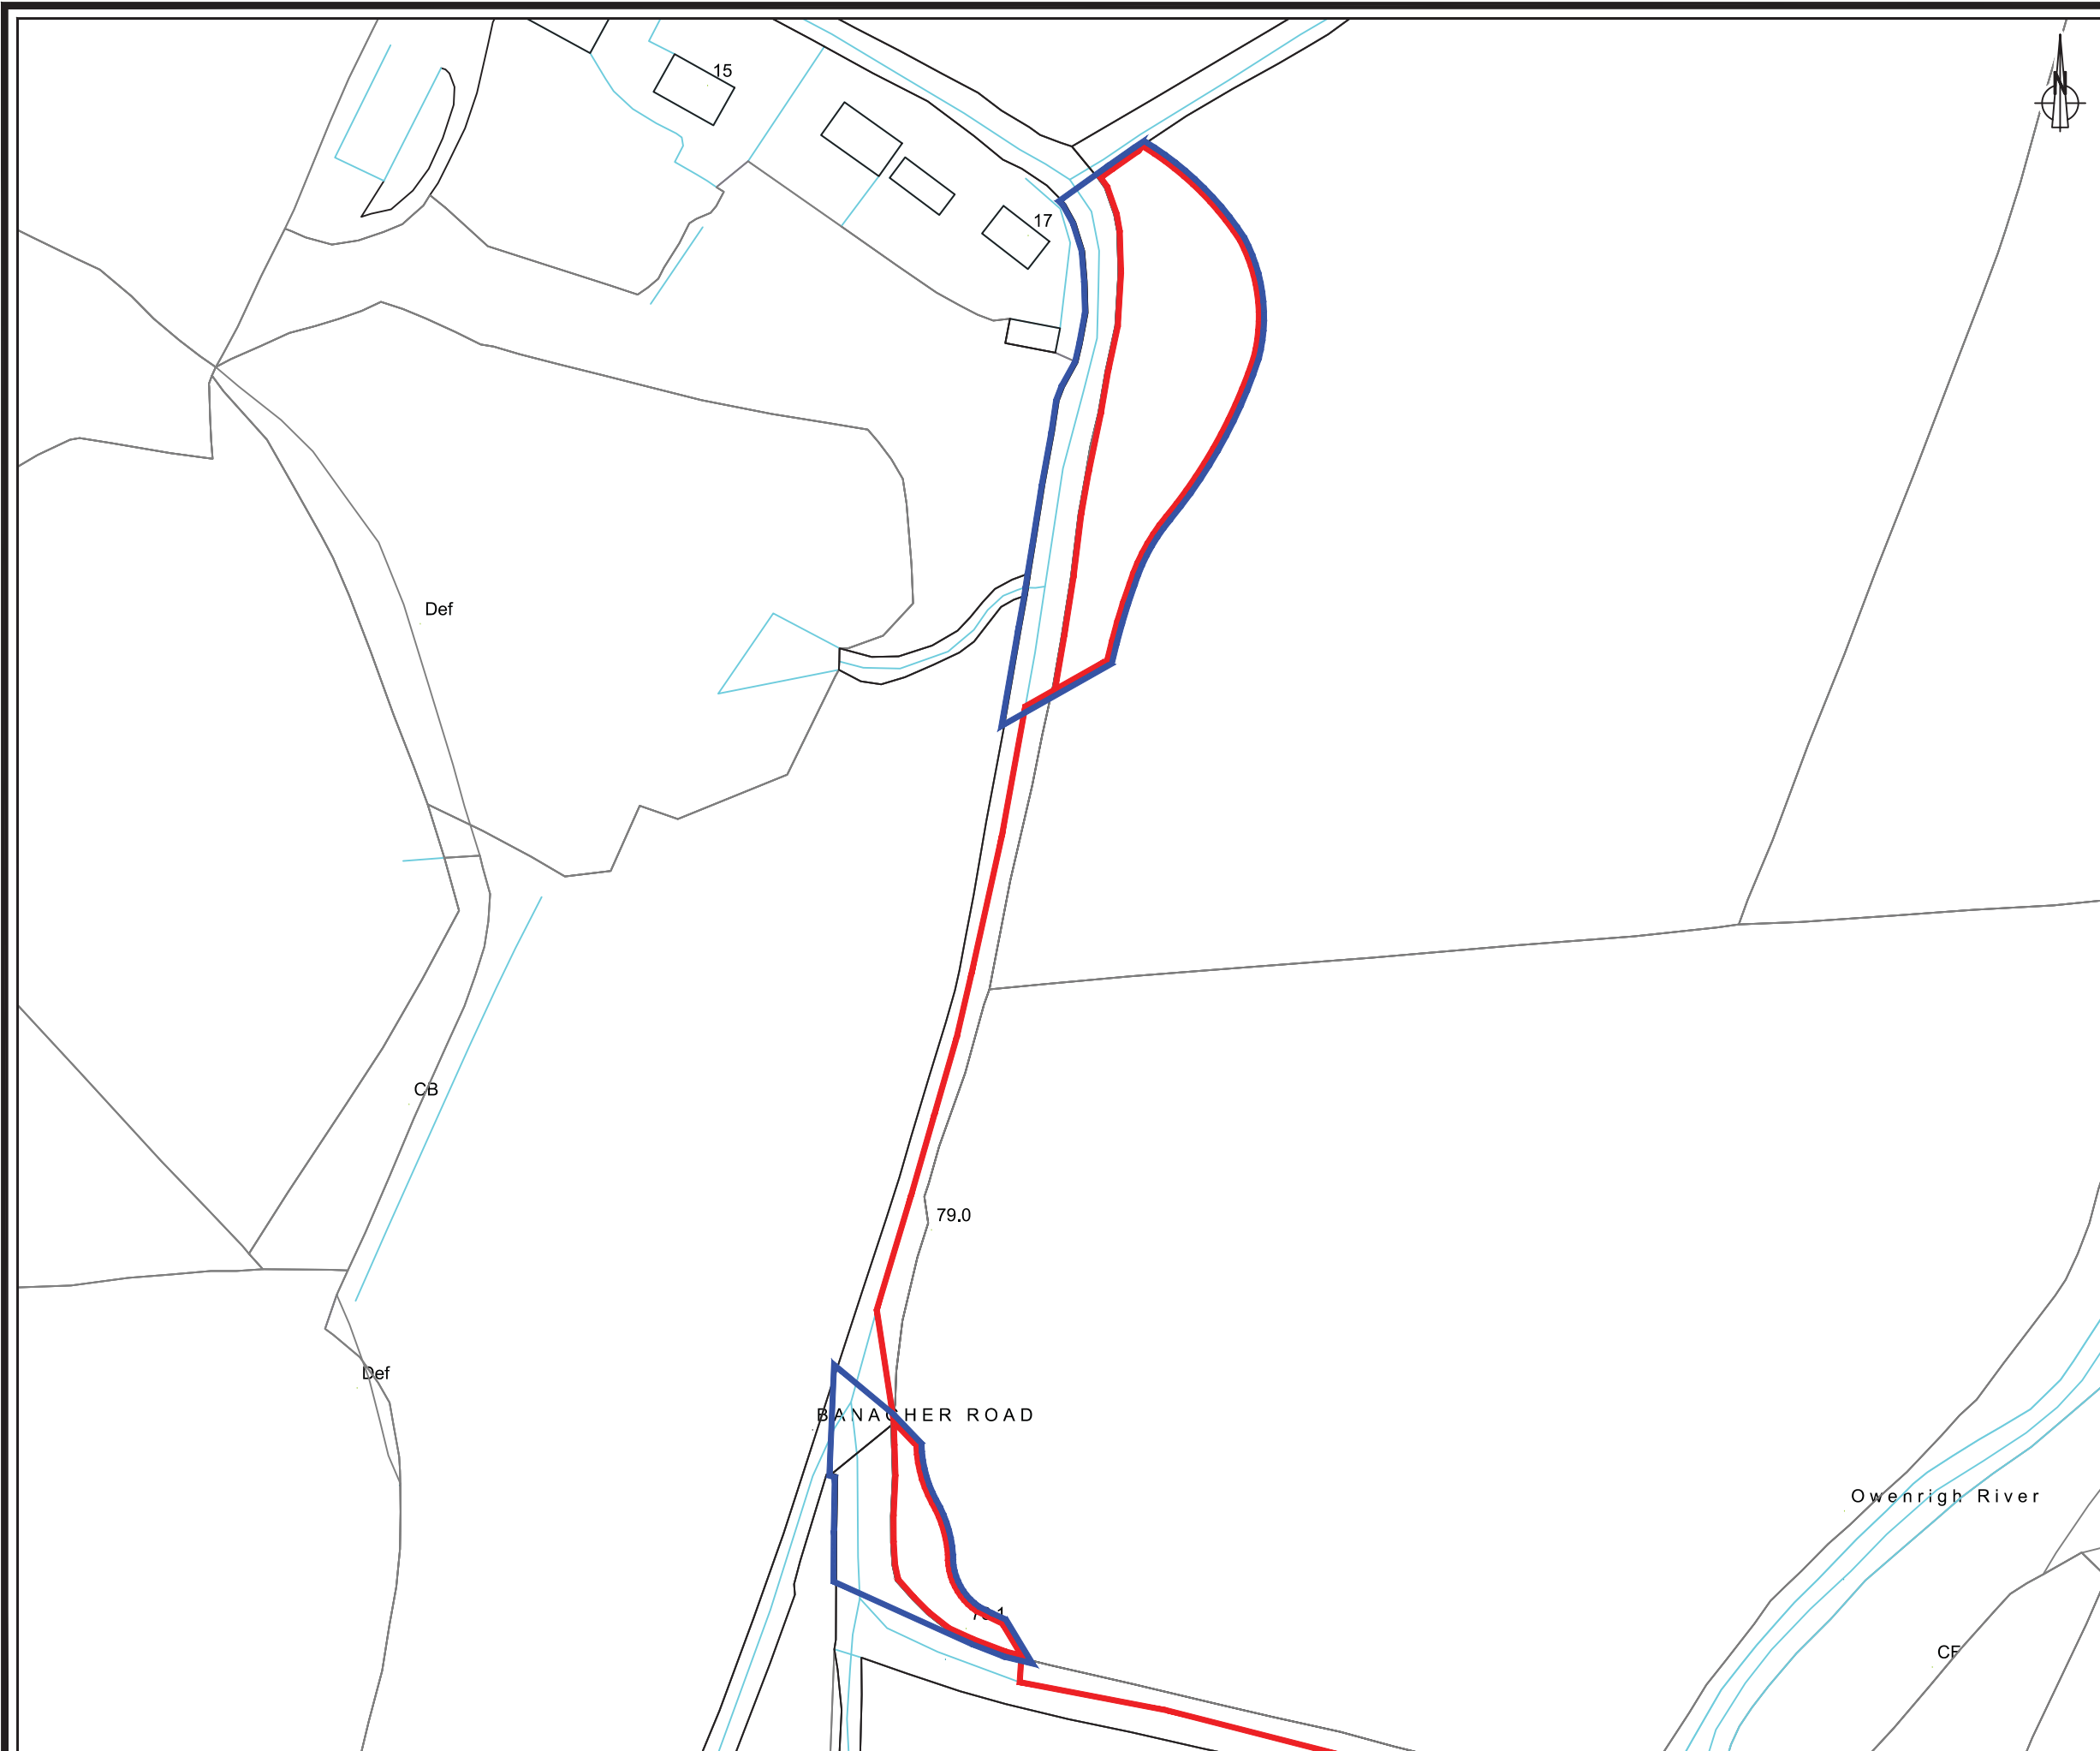 15
N
17
Def
CB
79.0
Def
BANAGHER ROAD
Owenrigh River
CF